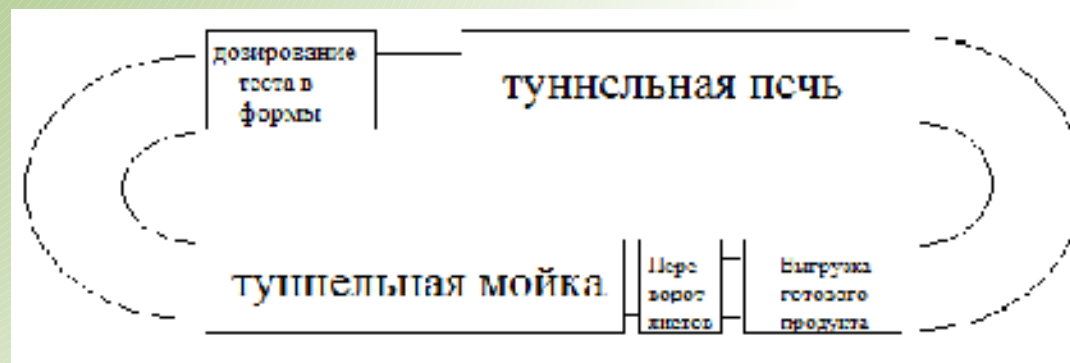 дозирование
теста в
формы
туннельная печь
туннельная мойка
Пере
ворот
листов
Выгрузка
готового
продукта